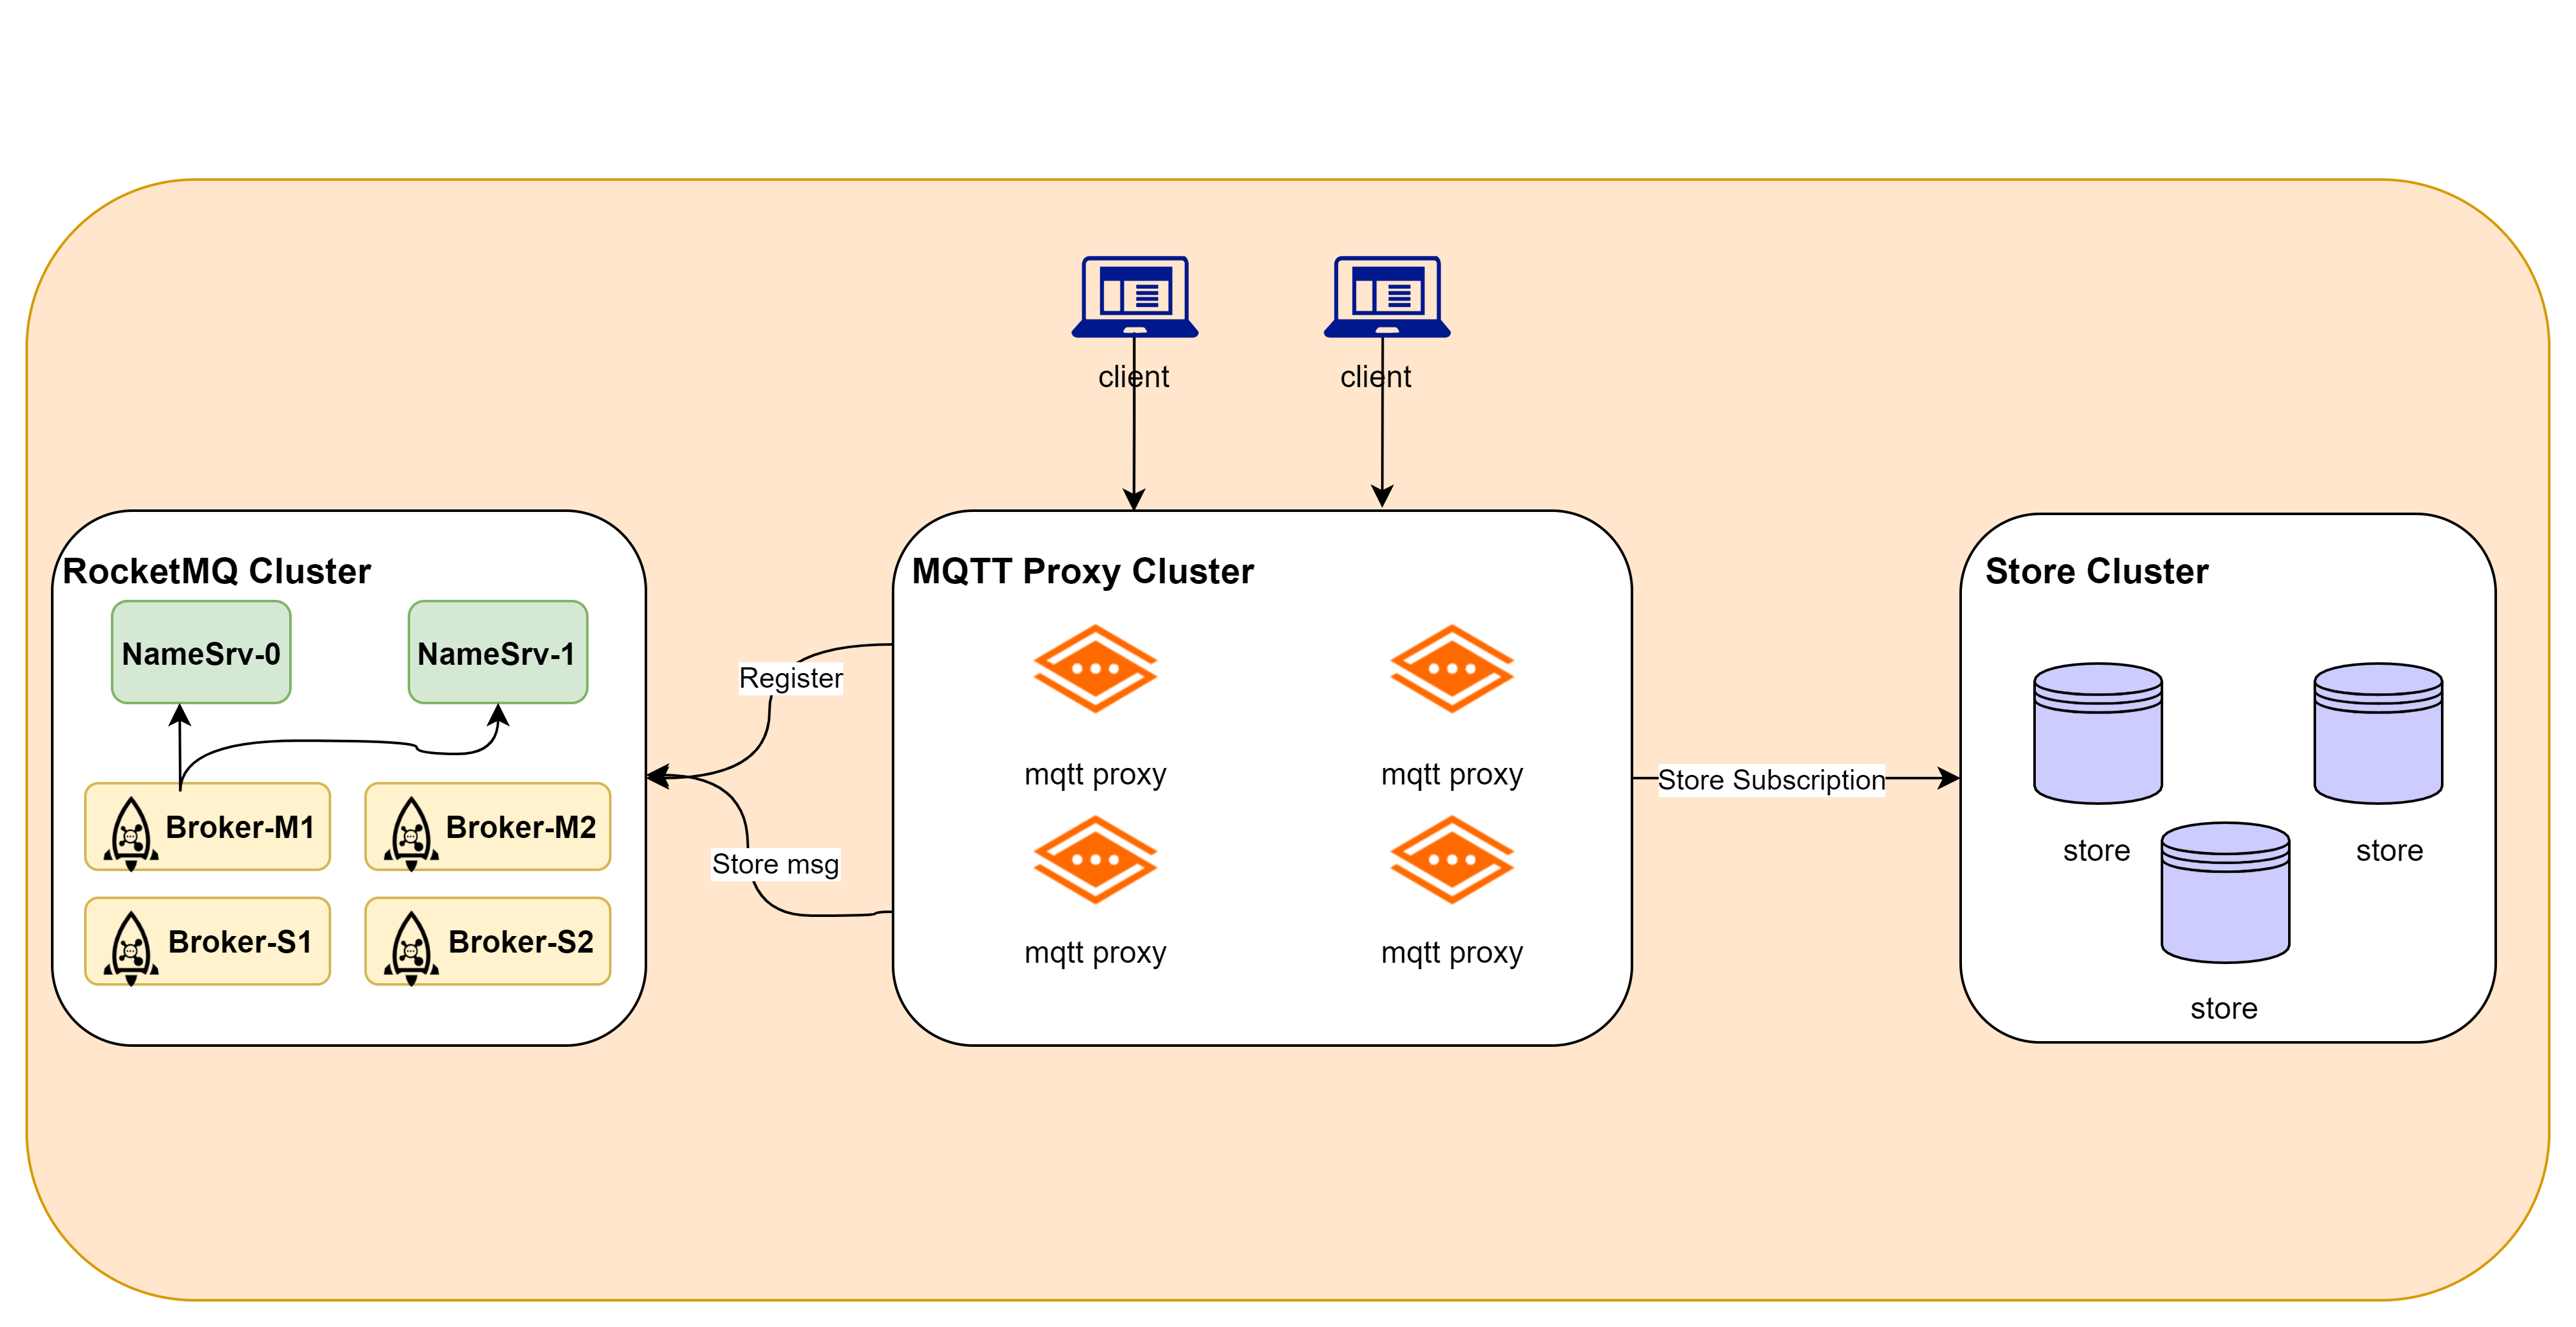 client
client
RocketMQ Cluster
NameSrv-0
NameSrv-1
Broker-M1
Broker-M2
Broker-S1
Broker-S2
Register
Store msg
MQTT Proxy Cluster
mqtt proxy
mqtt proxy
mqtt proxy
mqtt proxy
Store Subscription
Store Cluster
store
store
store